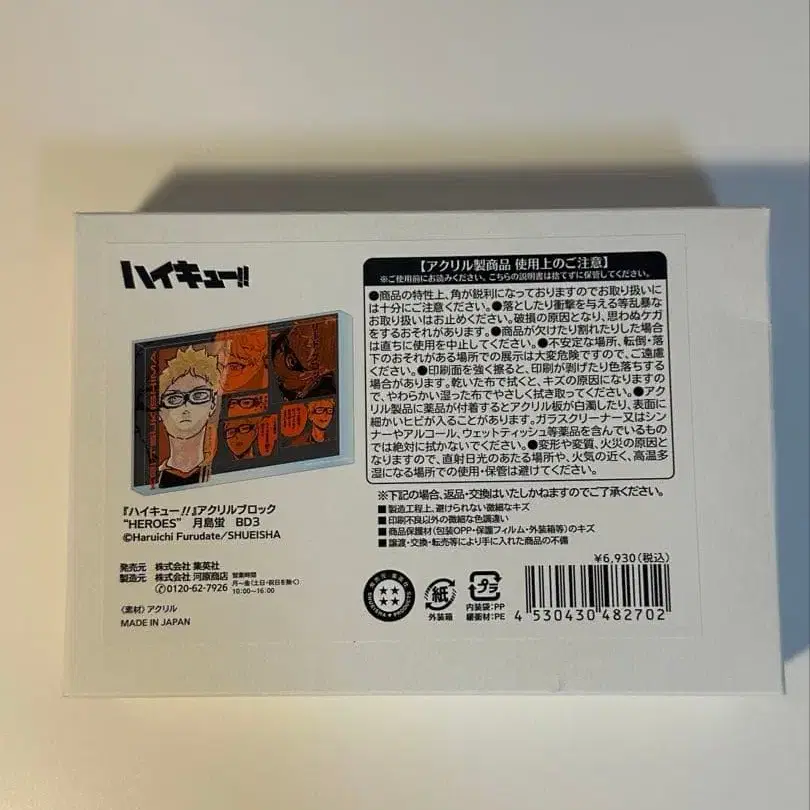 ハイキュー!!
『ハイキュー!!』アクリルブロック
“HEROES” 月島蛍 BD3
©Haruichi Furudate/SHUEISHA
発売元 株式会社 集英社
製造元 株式会社 河原商店 営業時間
✆0120-62-7926 月～金(土・日・祝日を除く)
10:00～16:00
〈素材〉アクリル
MADE IN JAPAN
【アクリル製商品 使用上のご注意】
※ご使用前にお読みください。こちらの説明書は捨てずに保管してください。
●商品の特性上、角が鋭利になっておりますのでお取り扱いに
は十分にご注意ください。●落としたり衝撃を与える等乱暴な
お取り扱いはお止めください。破損の原因となり、思わぬケガ
をするおそれがあります。●商品が欠けたり割れたりした場合
は直ちに使用を中止してください。●不安定な場所、転倒・落
下のおそれがある場所での展示は大変危険ですので、ご遠慮
ください。●印刷面を強く擦ると、印刷が剥げたり色落ちする
場合があります。乾いた布で拭くと、キズの原因になりますの
で、やわらかい湿った布でやさしく拭き取ってください。●アク
リル製品に薬品が付着するとアクリル板が白濁したり、表面に
細かいヒビが入ることがあります。ガラスクリーナー又はシン
ナーやアルコール、ウェットティッシュ等薬品を含んでいるもの
では絶対に拭かないでください。●変形や変質、火災の原因と
なりますので、直射日光のあたる場所や、火気の近く、高温多
湿になる場所での使用・保管は避けてください。
※下記の場合、返品・交換はいたしかねますのでご了承ください。
■製造工程上、避けられない微細なキズ
■印刷不良以外の微細な色調違い
■商品保護材(包装OPP・保護フィルム・外装箱等)のキズ
■譲渡・交換・転売等により手に入れた商品の不備
¥6,930(税込)
発売元 集英社
SHUEISHA PRODUCTS
紙
外装箱
プラ
内装袋:PP
緩衝材:PE
4 530430 482702